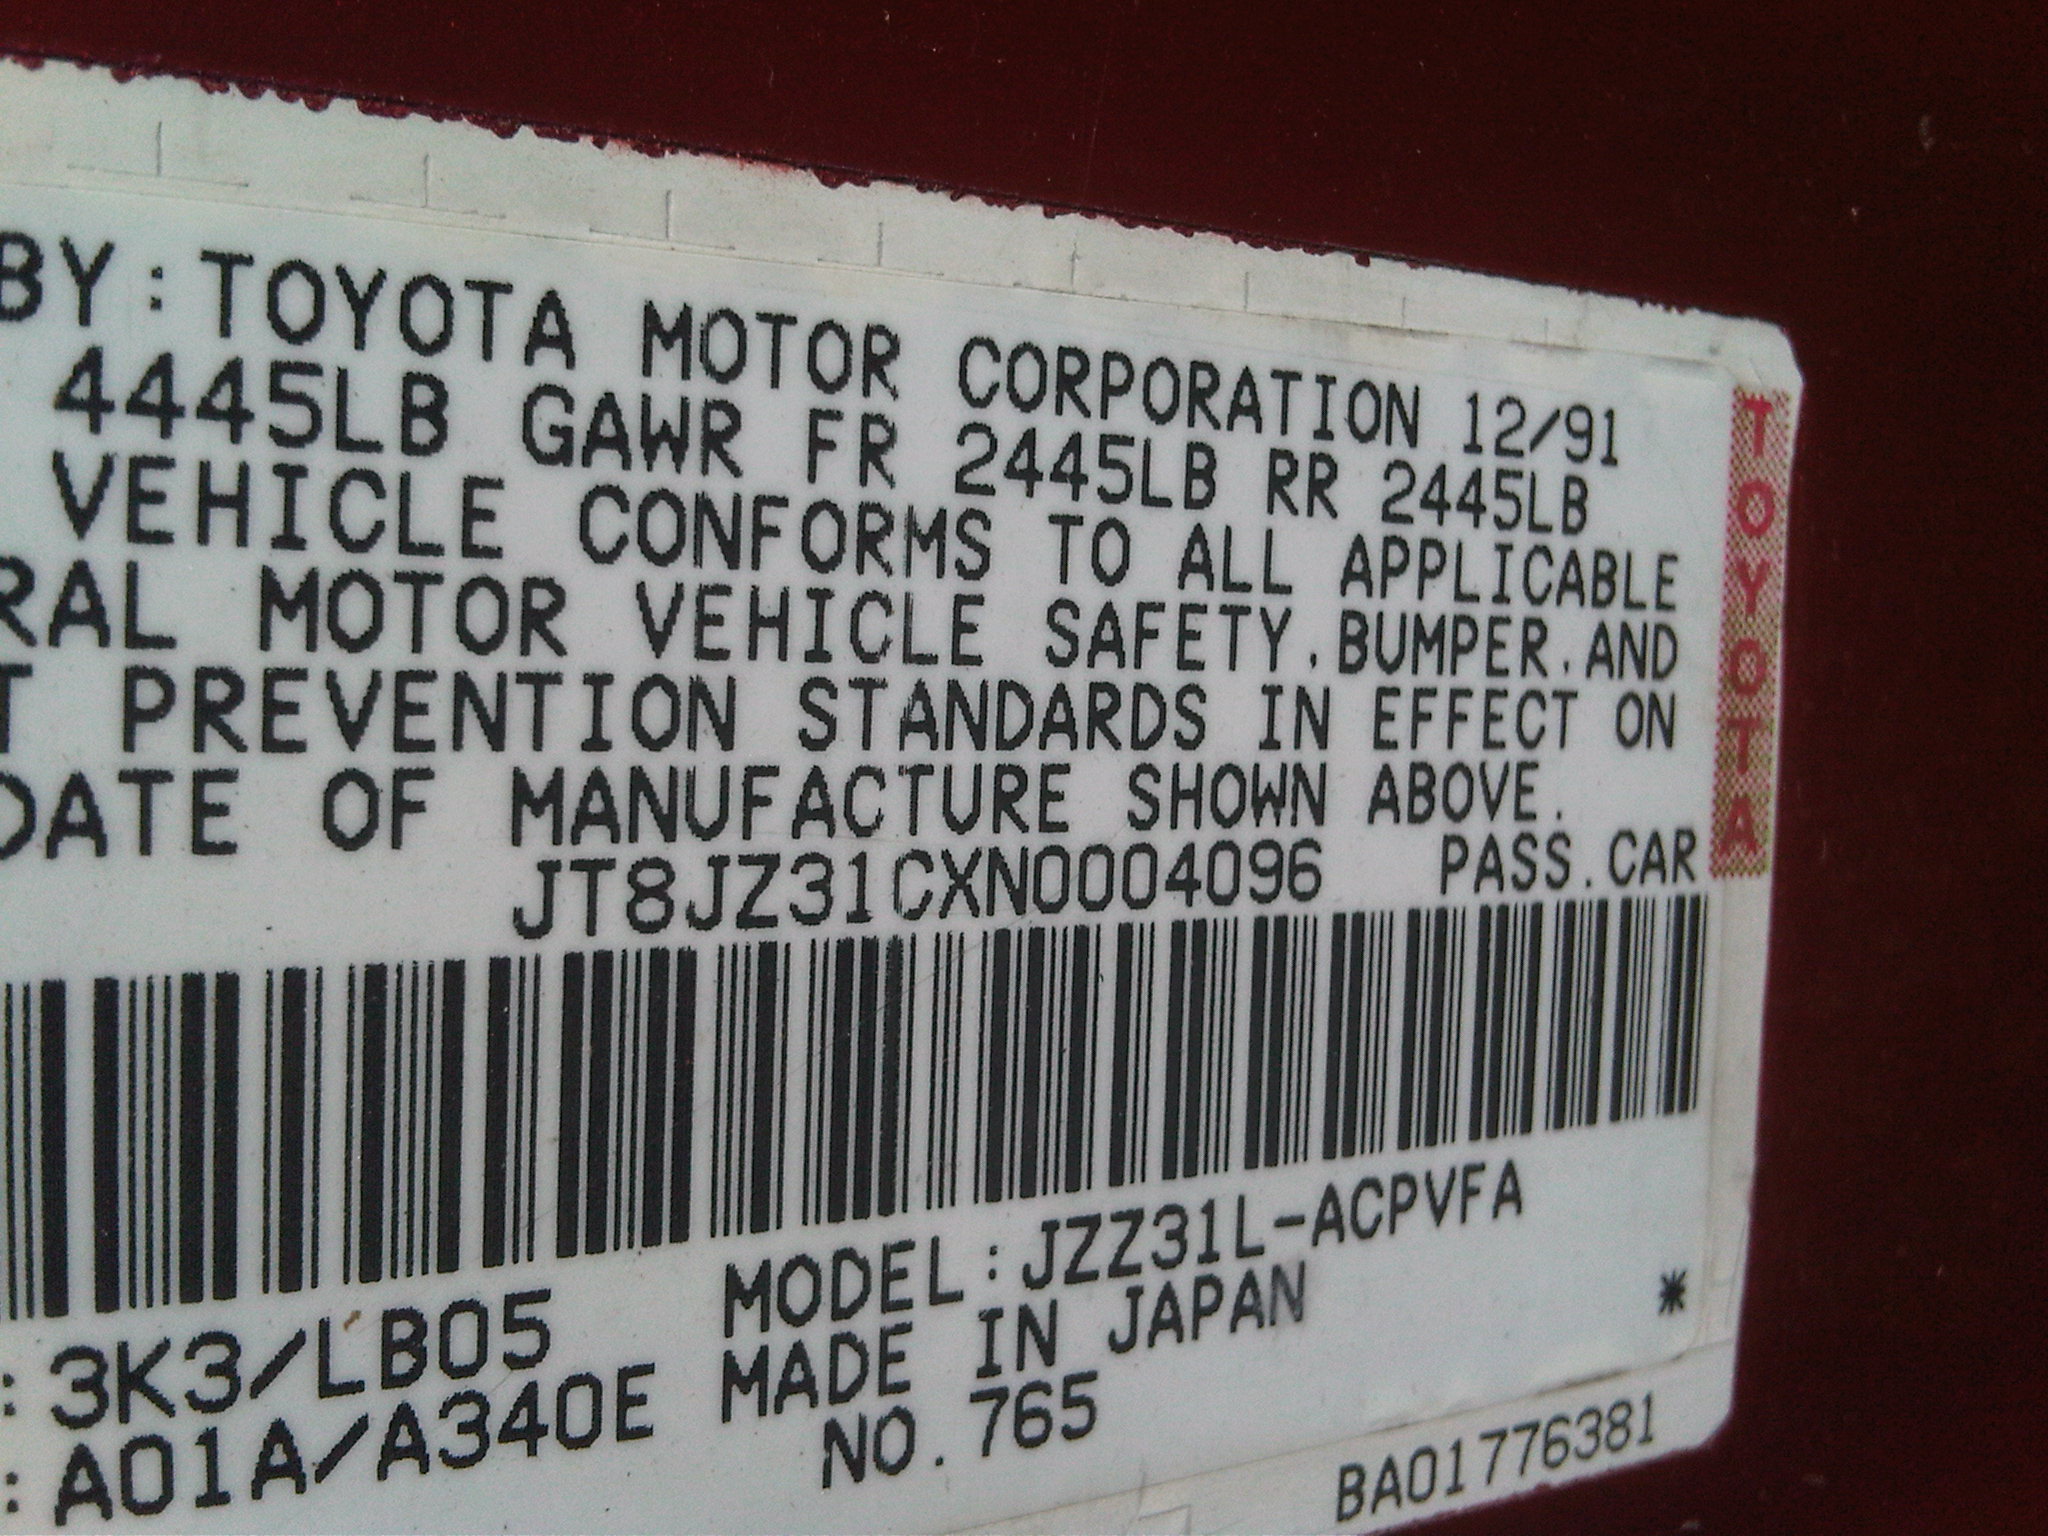 BY:TOYOTA MOTOR CORPORATION 12/91
4445LB GAWR FR 2445LB RR 2445LB
VEHICLE CONFORMS TO ALL APPLICABLE
RAL MOTOR VEHICLE SAFETY.BUMPER.AND
T PREVENTION STANDARDS IN EFFECT ON
DATE OF MANUFACTURE SHOWN ABOVE.
JT8JZ31CXN0004096 PASS.CAR
MODEL:JZZ31L-ACPVFA
:3K3/LB05 MADE IN JAPAN *
:A01A/A340E NO.765
BA01776381
TOYOTA